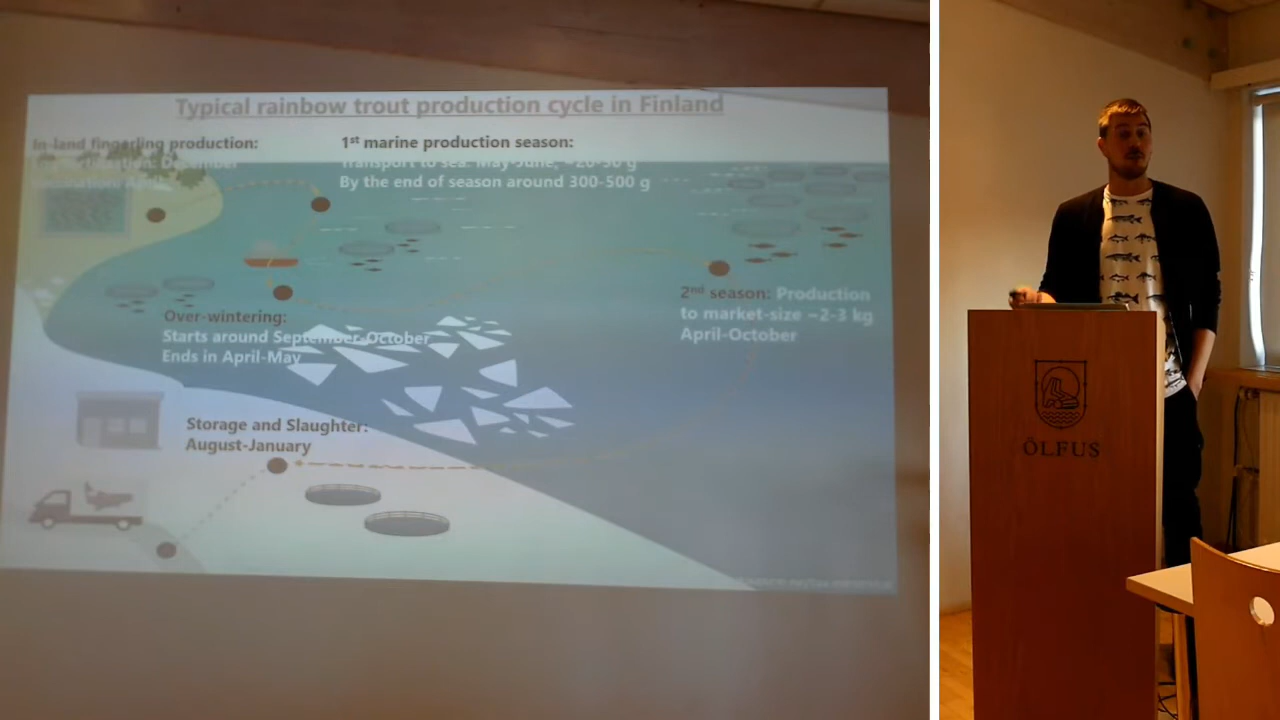 Typical rainbow trout production cycle in Finland
In-land fingerling production:
1st marine production season:
Transport to sea: May-June, ~20-50 g
By the end of season around 300-500 g
2nd season: Production
to market-size ~2-3 kg
April-October
Over-wintering:
Starts around September-October
Ends in April-May
Storage and Slaughter:
August-January
ÖLFUS